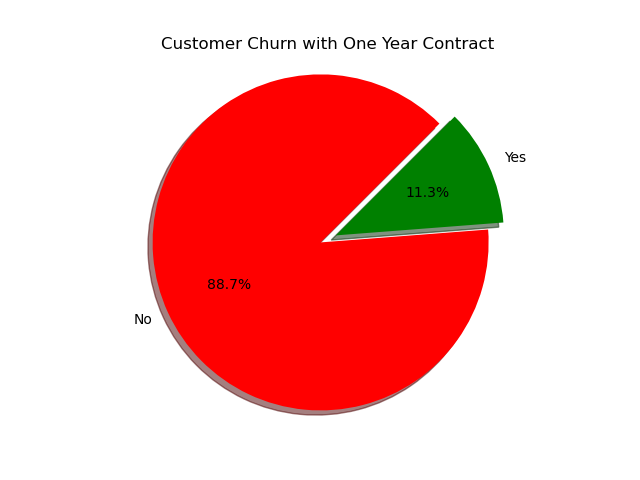 Customer Churn with One Year Contract
Yes
11.3%
88.7%
No